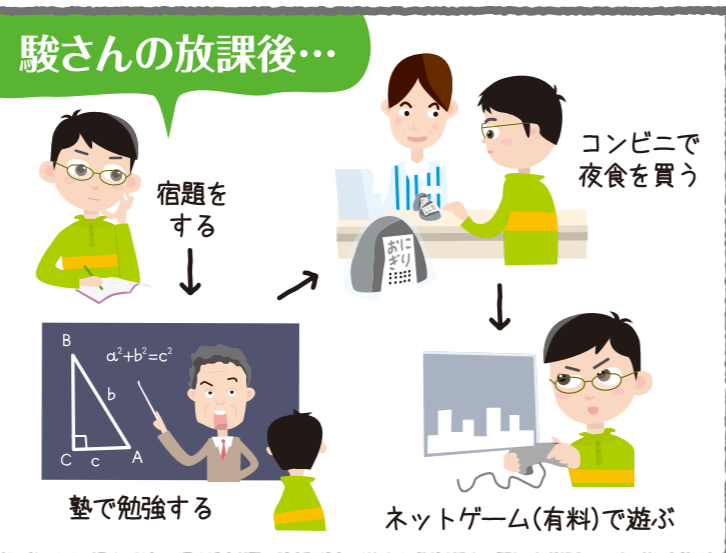 駿さんの放課後…
宿題を
する
B
a²+b²=c²
b
C
c
A
塾で勉強する
コンビニで
夜食を買う
おに
ぎり
ネットゲーム(有料)で遊ぶ